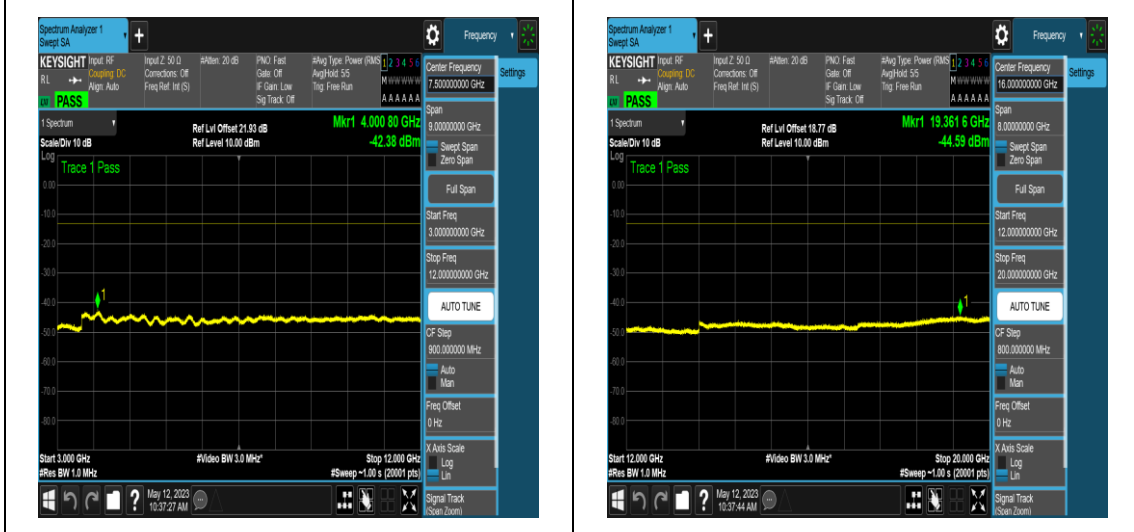 Spectrum Analyzer 1
Swept SA
Frequency
KEYSIGHT Input: RF Input Z: 50 Ω #Atten: 20 dB PNO: Fast #Avg Type: Power (RMS 1 2 3 4 5 6
RL Coupling: DC Corrections: Off Gate: Off Avg|Hold: 5/5 M W W W W W
Align: Auto Freq Ref: Int (S) IF Gain: Low Trig: Free Run
Sig Track: Off A A A A A A
PASS
1 Spectrum
Ref Lvl Offset 21.93 dB
Mkr1 4.000 80 GHz
Scale/Div 10 dB
Ref Level 10.00 dBm
-42.38 dBm
Log
Trace 1 Pass
0.00
-10.0
-20.0
-30.0
-40.0
-50.0
-60.0
-70.0
-80.0
1
Start 3.000 GHz
#Video BW 3.0 MHz*
Stop 12.000 GHz
#Res BW 1.0 MHz
#Sweep ~1.00 s (20001 pts)
May 12, 2023
10:37:27 AM
Center Frequency
7.500000000 GHz
Settings
Span
9.00000000 GHz
Swept Span
Zero Span
Full Span
Start Freq
3.000000000 GHz
Stop Freq
12.000000000 GHz
AUTO TUNE
CF Step
900.000000 MHz
Auto
Man
Freq Offset
0 Hz
X Axis Scale
Log
Lin
Signal Track
(Span Zoom)
Spectrum Analyzer 1
Swept SA
Frequency
KEYSIGHT Input: RF Input Z: 50 Ω #Atten: 20 dB PNO: Fast #Avg Type: Power (RMS 1 2 3 4 5 6
RL Coupling: DC Corrections: Off Gate: Off Avg|Hold: 5/5 M W W W W W
Align: Auto Freq Ref: Int (S) IF Gain: Low Trig: Free Run
Sig Track: Off A A A A A A
PASS
1 Spectrum
Ref Lvl Offset 18.77 dB
Mkr1 19.361 6 GHz
Scale/Div 10 dB
Ref Level 10.00 dBm
-44.59 dBm
Log
Trace 1 Pass
0.00
-10.0
-20.0
-30.0
-40.0
-50.0
-60.0
-70.0
-80.0
1
Start 12.000 GHz
#Video BW 3.0 MHz*
Stop 20.000 GHz
#Res BW 1.0 MHz
#Sweep ~1.00 s (20001 pts)
May 12, 2023
10:37:44 AM
Center Frequency
16.000000000 GHz
Settings
Span
8.00000000 GHz
Swept Span
Zero Span
Full Span
Start Freq
12.000000000 GHz
Stop Freq
20.000000000 GHz
AUTO TUNE
CF Step
800.000000 MHz
Auto
Man
Freq Offset
0 Hz
X Axis Scale
Log
Lin
Signal Track
(Span Zoom)